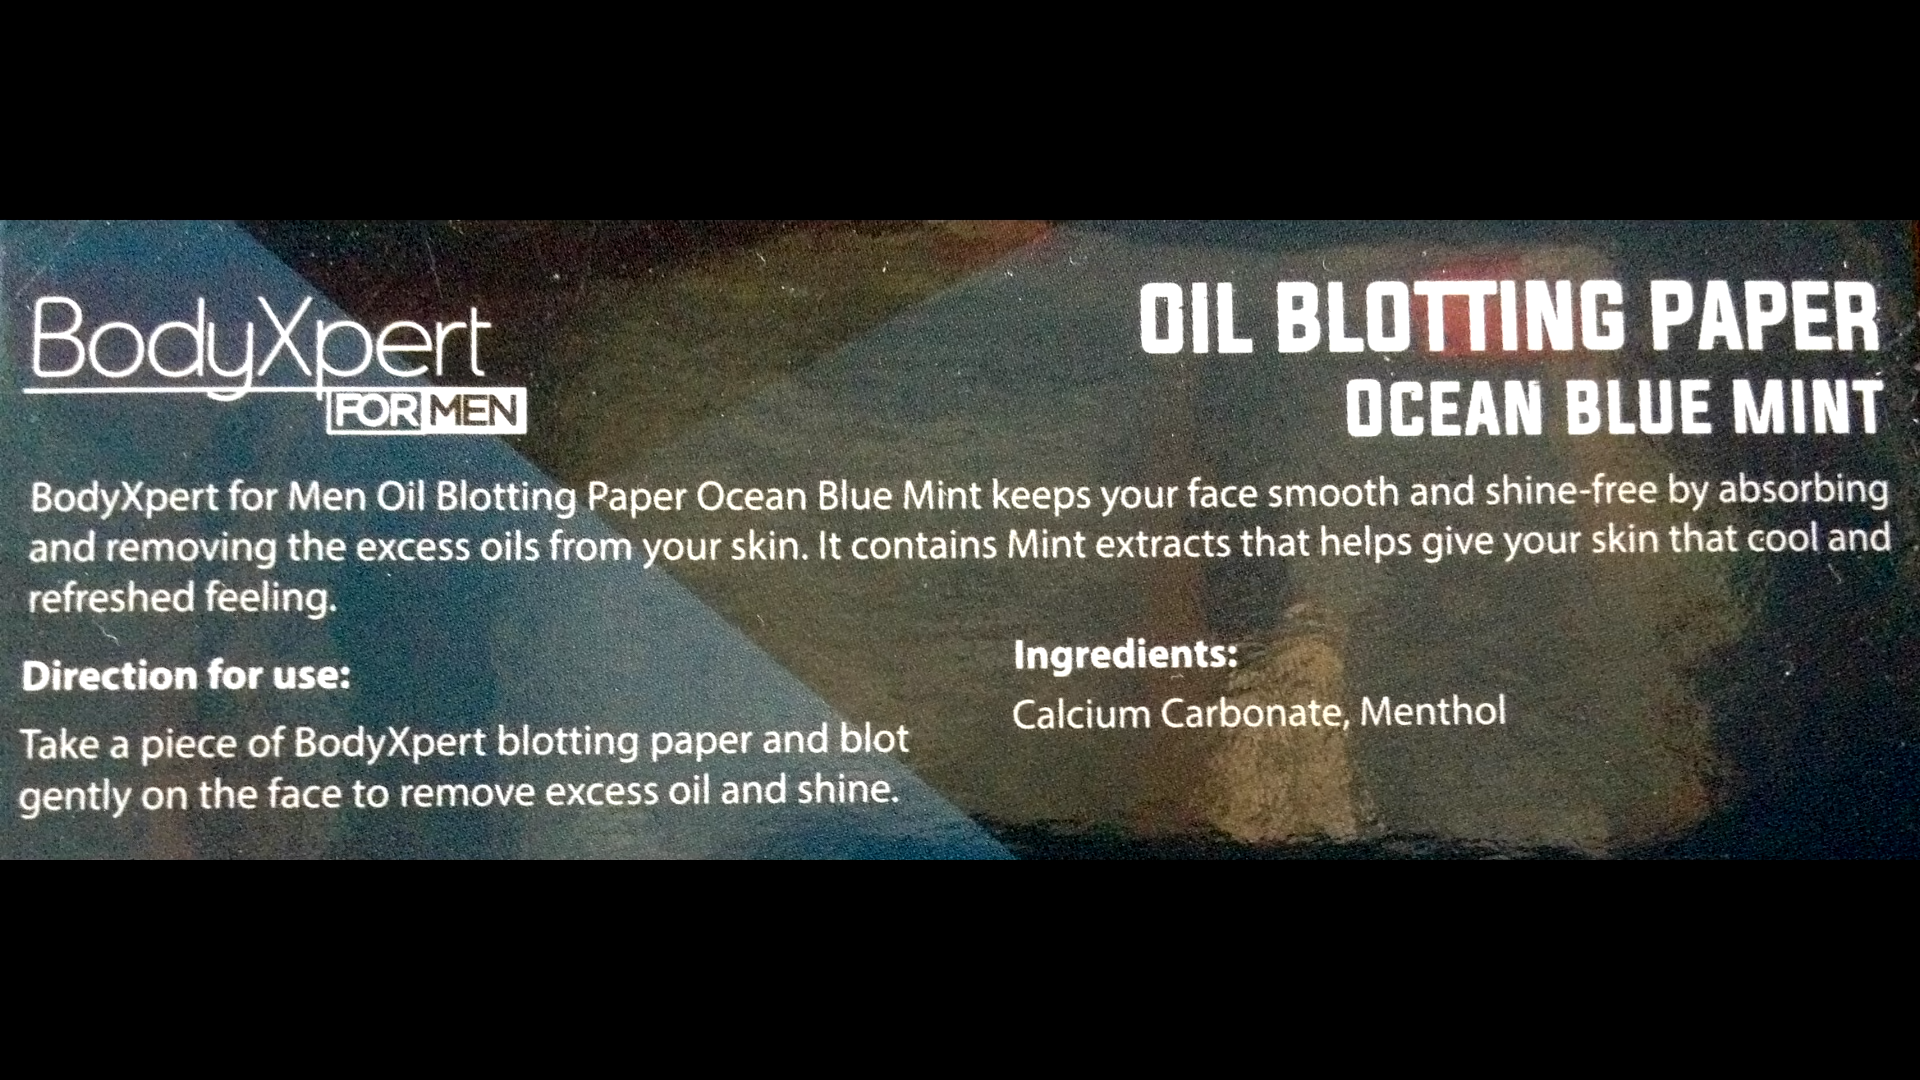 BodyXpert
FOR MEN
OIL BLOTTING PAPER
OCEAN BLUE MINT
BodyXpert for Men Oil Blotting Paper Ocean Blue Mint keeps your face smooth and shine-free by absorbing
and removing the excess oils from your skin. It contains Mint extracts that helps give your skin that cool and
refreshed feeling.
Direction for use:
Take a piece of BodyXpert blotting paper and blot
gently on the face to remove excess oil and shine.
Ingredients:
Calcium Carbonate, Menthol